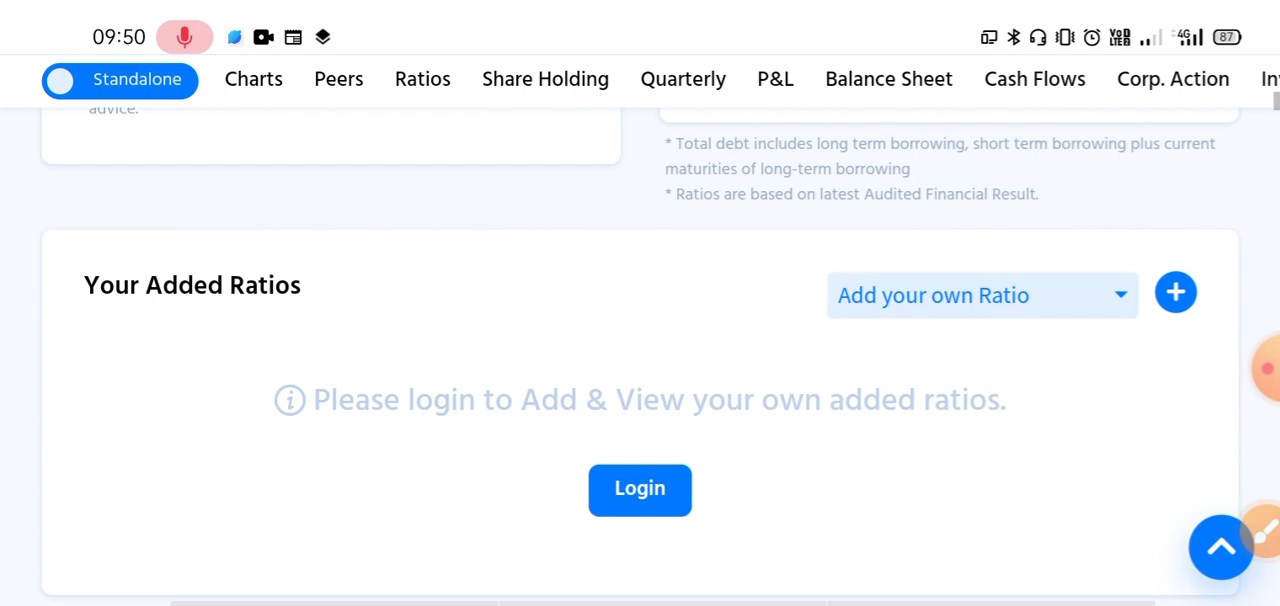 09:50 4G 87
Standalone Charts Peers Ratios Share Holding Quarterly P&L Balance Sheet Cash Flows Corp. Action In
advice.
* Total debt includes long term borrowing, short term borrowing plus current
maturities of long-term borrowing
* Ratios are based on latest Audited Financial Result.
Your Added Ratios
Add your own Ratio
Please login to Add & View your own added ratios.
Login